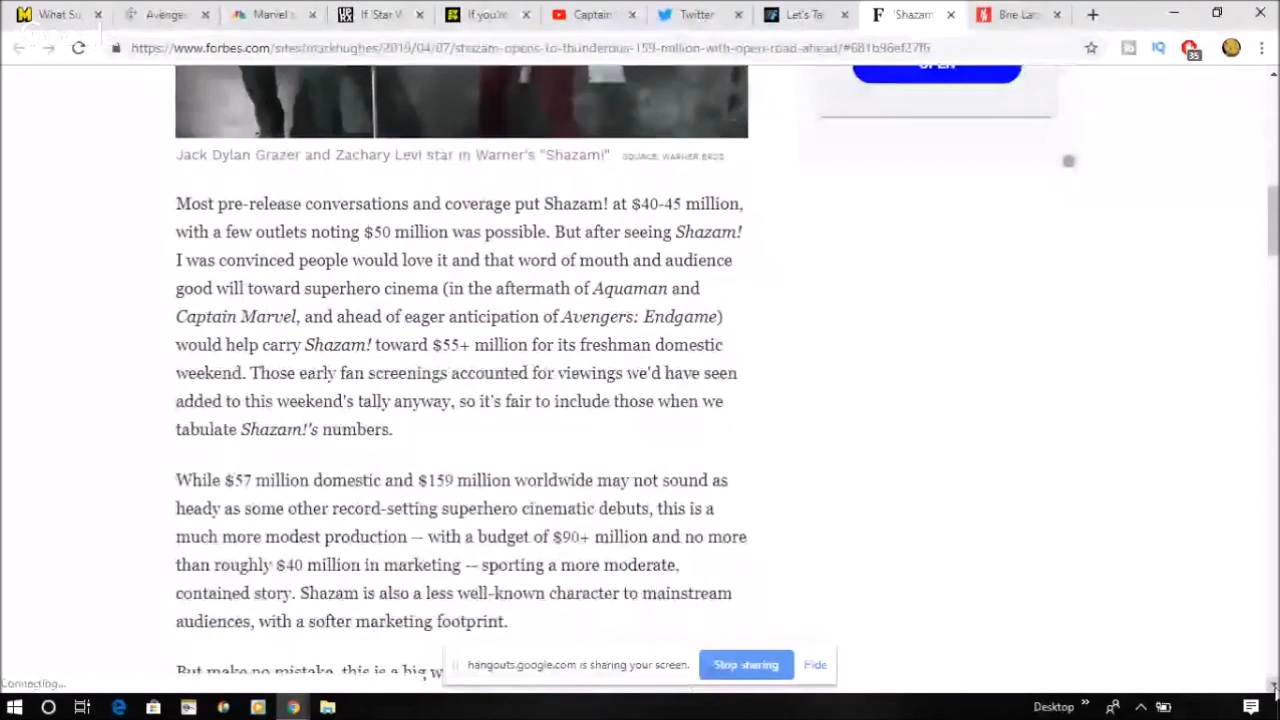 What Su
Avenge
Marvel s
If 'Star V
If you'v
Captain
Twitter
Let's Ta
'Shazam
Brie Lar
https://www.forbes.com/sites/markhughes/2019/04/07/shazam-opens-to-thunderous-159-million-with-open-road-ahead/#681b96ef27f6
35
OPEN
Jack Dylan Grazer and Zachary Levi star in Warner's "Shazam!" SOURCE: WARNER BROS.
Most pre-release conversations and coverage put Shazam! at $40-45 million,
with a few outlets noting $50 million was possible. But after seeing Shazam!
I was convinced people would love it and that word of mouth and audience
good will toward superhero cinema (in the aftermath of Aquaman and
Captain Marvel, and ahead of eager anticipation of Avengers: Endgame)
would help carry Shazam! toward $55+ million for its freshman domestic
weekend. Those early fan screenings accounted for viewings we'd have seen
added to this weekend's tally anyway, so it's fair to include those when we
tabulate Shazam!'s numbers.
While $57 million domestic and $159 million worldwide may not sound as
heady as some other record-setting superhero cinematic debuts, this is a
much more modest production -- with a budget of $90+ million and no more
than roughly $40 million in marketing -- sporting a more moderate,
contained story. Shazam is also a less well-known character to mainstream
audiences, with a softer marketing footprint.
But make no mistake, this is a big w
hangouts.google.com is sharing your screen.
Stop sharing
Hide
Connecting...
Desktop